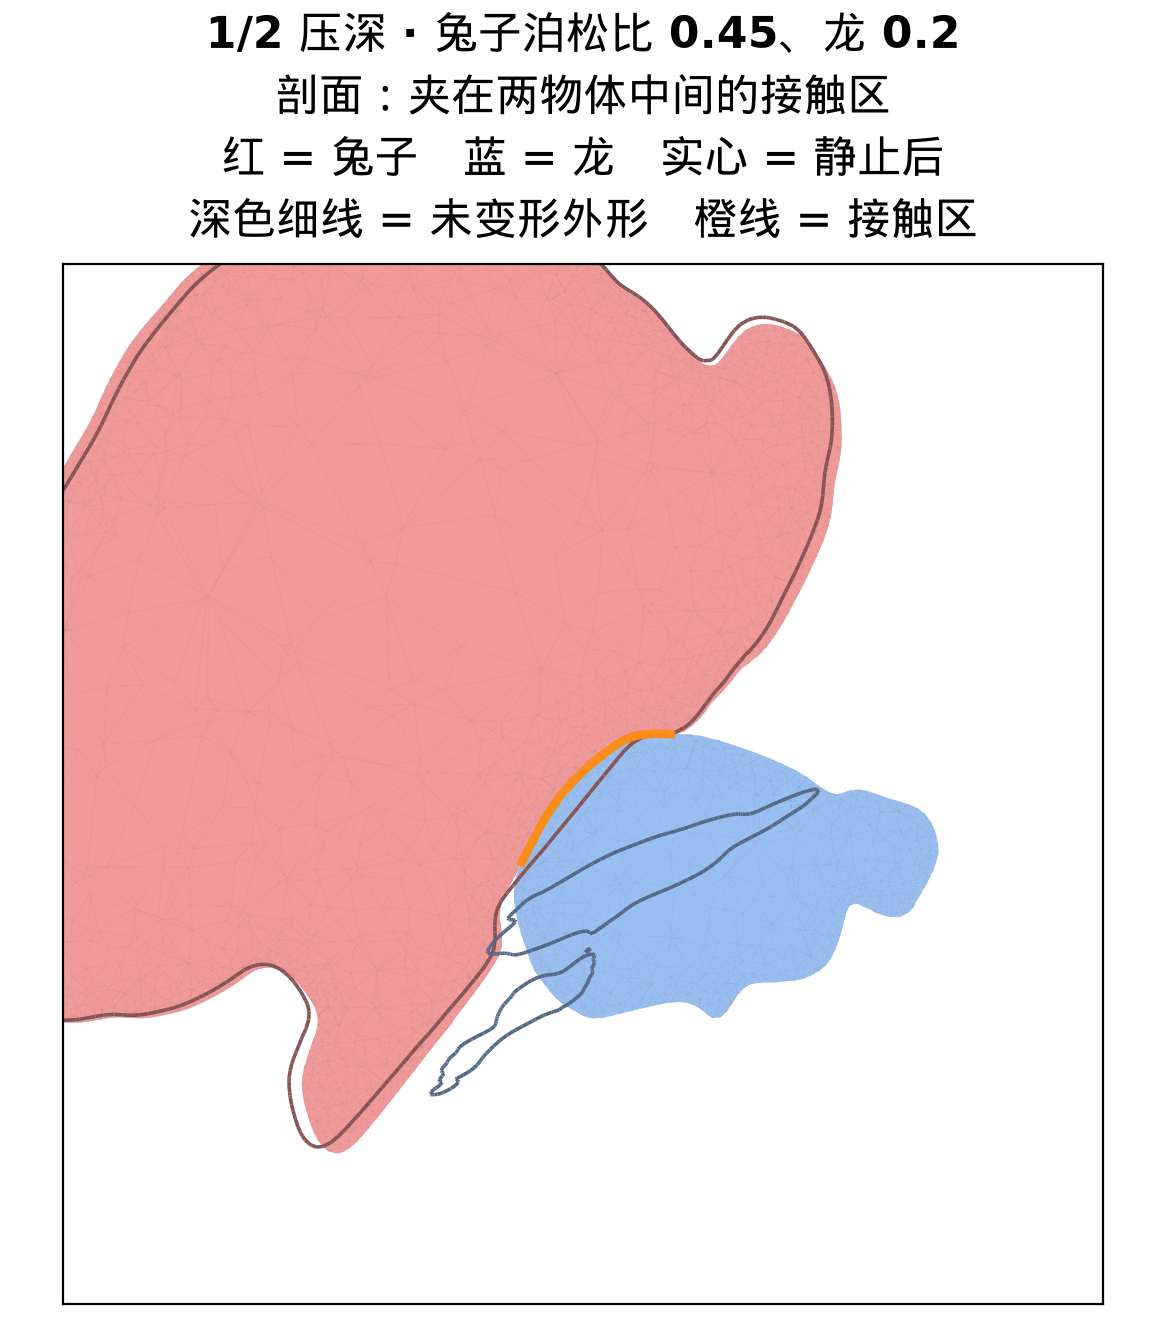 1/2 压深 · 兔子泊松比 0.45、龙 0.2
剖面：夹在两物体中间的接触区
红 = 兔子　蓝 = 龙　实心 = 静止后
深色细线 = 未变形外形　橙线 = 接触区